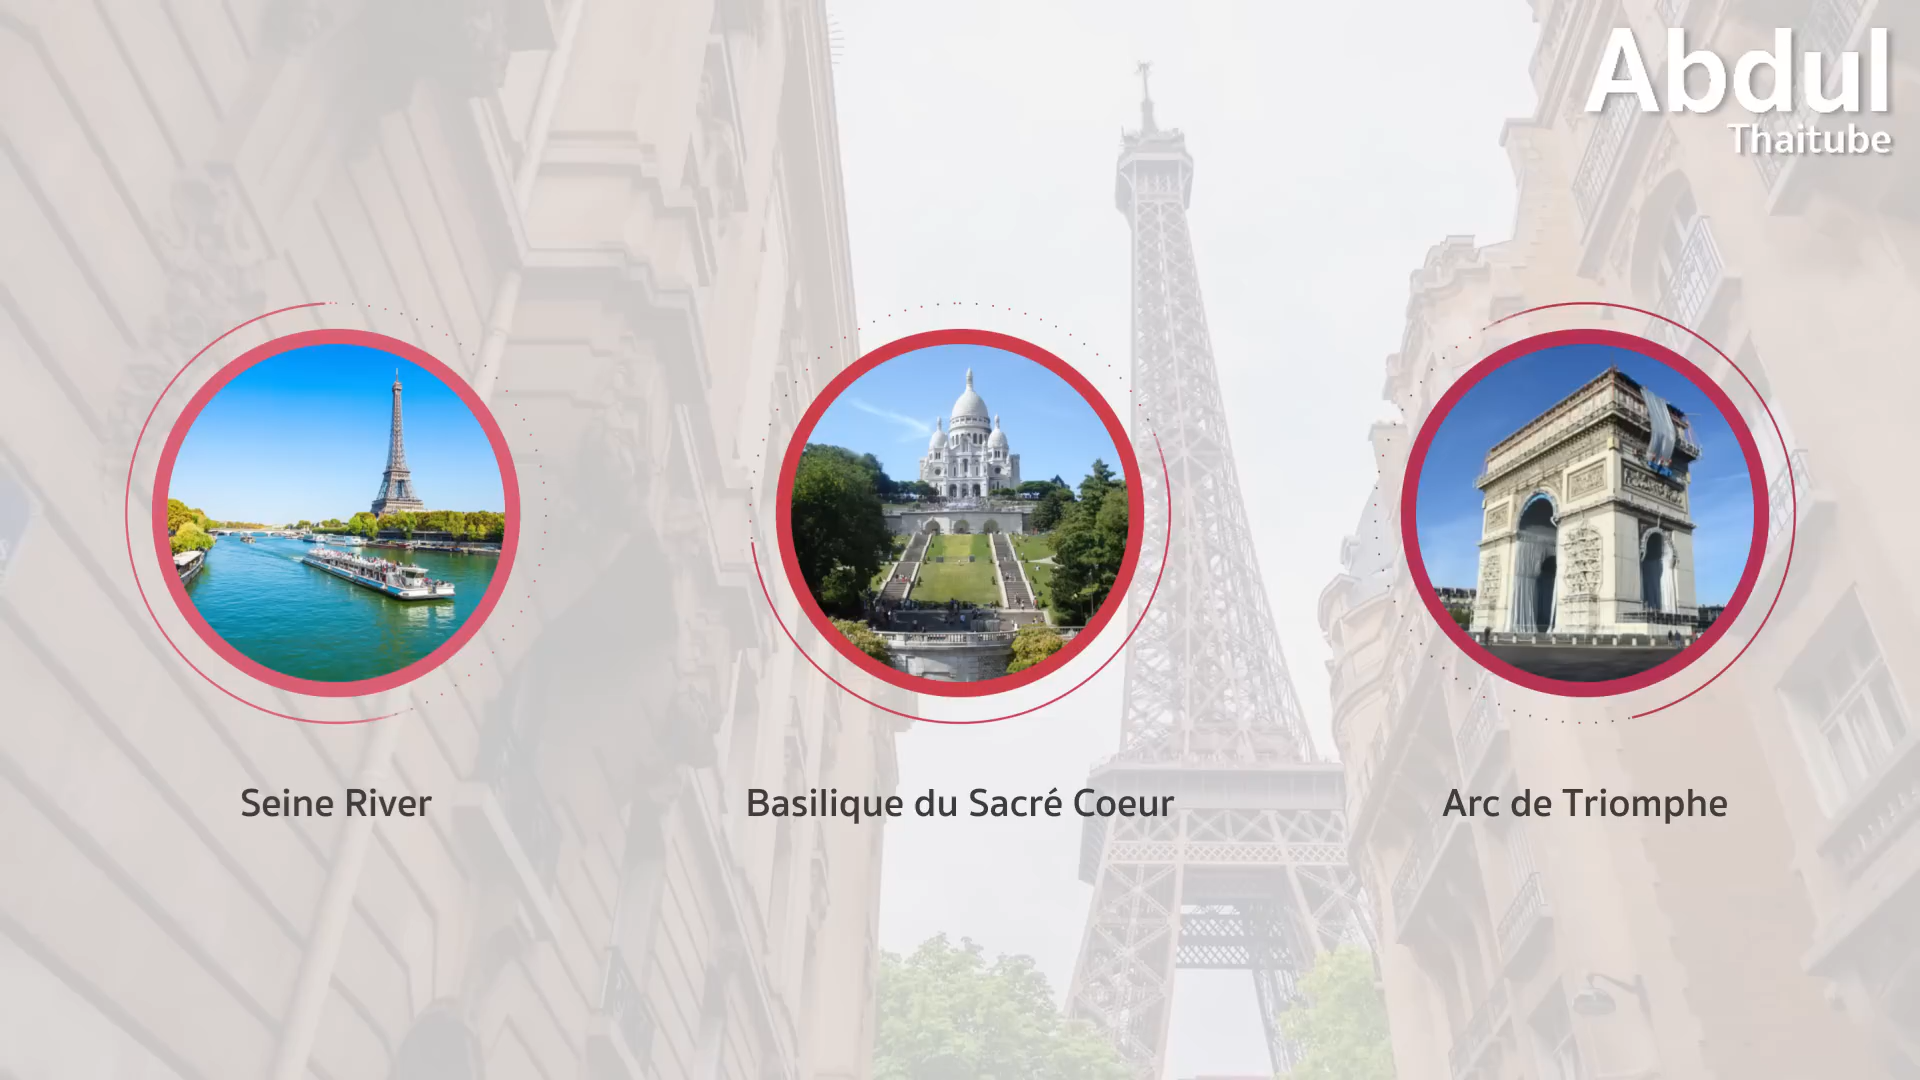 Abdul
Thaitube
Seine River
Basilique du Sacré Coeur
Arc de Triomphe